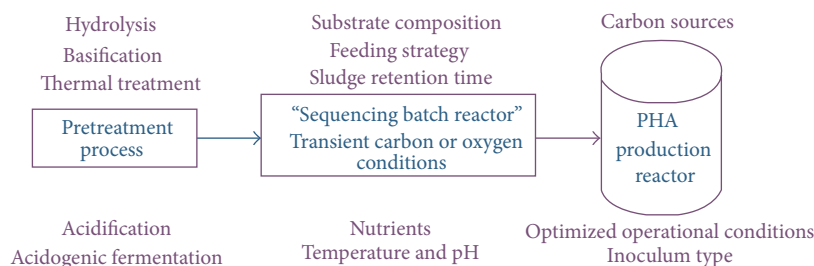 Hydrolysis
Basification
Thermal treatment
Pretreatment
process
Acidification
Acidogenic fermentation
Substrate composition
Feeding strategy
Sludge retention time
“Sequencing batch reactor”
Transient carbon or oxygen
conditions
Nutrients
Temperature and pH
Carbon sources
PHA
production
reactor
Optimized operational conditions
Inoculum type